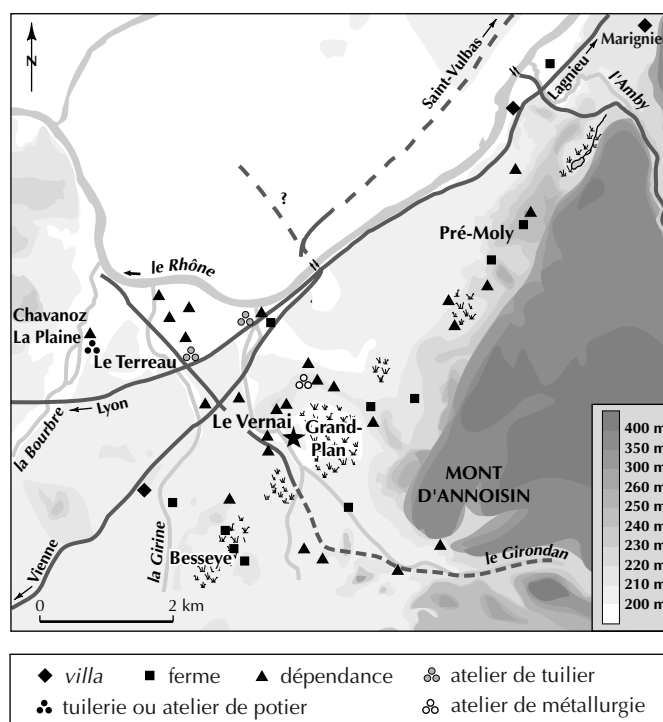 N
Saint-Vulbas
Lagnieu
Marignieu
l'Amby
?
Pré-Moly
le Rhône
Chavanoz
La Plaine
Le Terreau
Lyon
la Bourbre
Le Vernai
Grand-
Plan
MONT
D'ANNOISIN
400 m
350 m
300 m
260 m
250 m
240 m
230 m
220 m
210 m
200 m
la Girine
Besseye
Vienne
le Girondan
0 2 km
villa ferme dépendance atelier de tuilier
tuilerie ou atelier de potier atelier de métallurgie